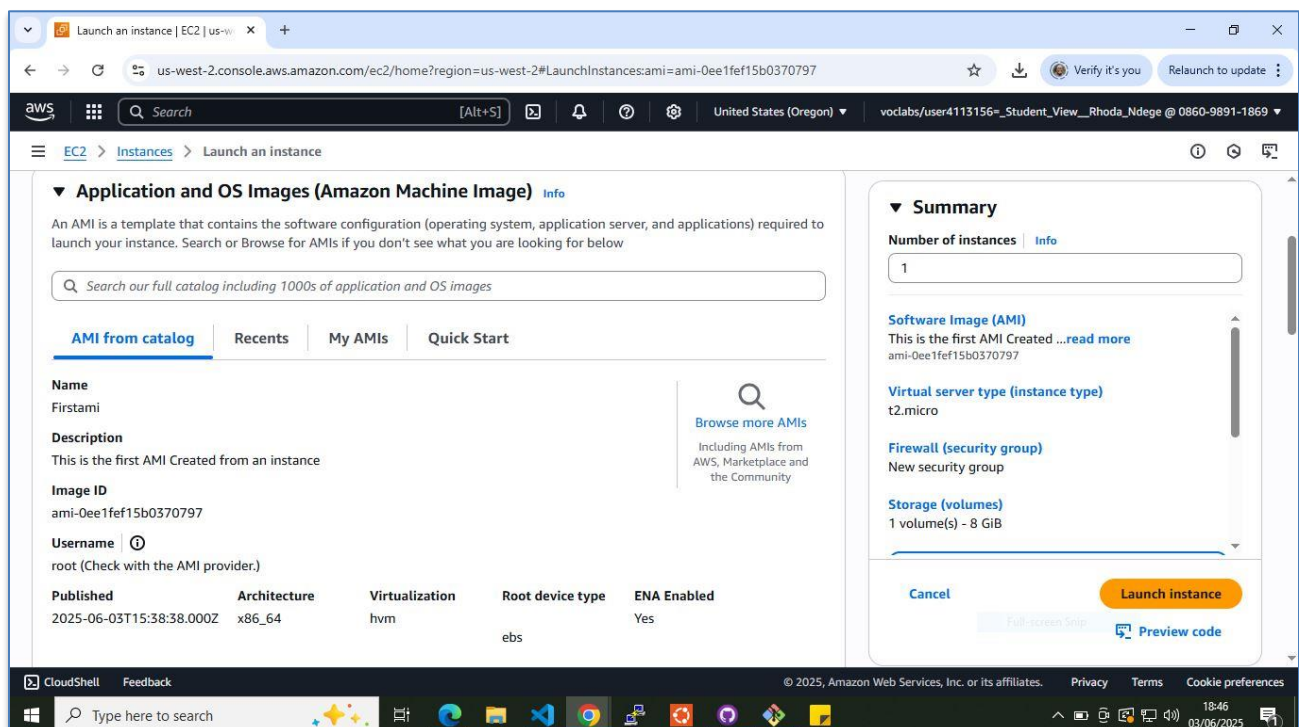 Launch an instance | EC2 | us-w
us-west-2.console.aws.amazon.com/ec2/home?region=us-west-2#LaunchInstances:ami=ami-0ee1fef15b0370797
Verify it's you
Relaunch to update
aws
Search [Alt+S]
United States (Oregon)
voclabs/user4113156=_Student_View__Rhoda_Ndege @ 0860-9891-1869
EC2 > Instances > Launch an instance
Application and OS Images (Amazon Machine Image) Info
An AMI is a template that contains the software configuration (operating system, application server, and applications) required to
launch your instance. Search or Browse for AMIs if you don't see what you are looking for below
Search our full catalog including 1000s of application and OS images
AMI from catalog Recents My AMIs Quick Start
Name
Firstami
Description
This is the first AMI Created from an instance
Image ID
ami-0ee1fef15b0370797
Username
root (Check with the AMI provider.)
Browse more AMIs
Including AMIs from
AWS, Marketplace and
the Community
Published Architecture Virtualization Root device type ENA Enabled
2025-06-03T15:38:38.000Z x86_64 hvm ebs Yes
Summary
Number of instances Info
1
Software Image (AMI)
This is the first AMI Created ...read more
ami-0ee1fef15b0370797
Virtual server type (instance type)
t2.micro
Firewall (security group)
New security group
Storage (volumes)
1 volume(s) - 8 GiB
Cancel
Launch instance
Full-screen Snip
Preview code
CloudShell Feedback
© 2025, Amazon Web Services, Inc. or its affiliates. Privacy Terms Cookie preferences
Type here to search
18:46
03/06/2025